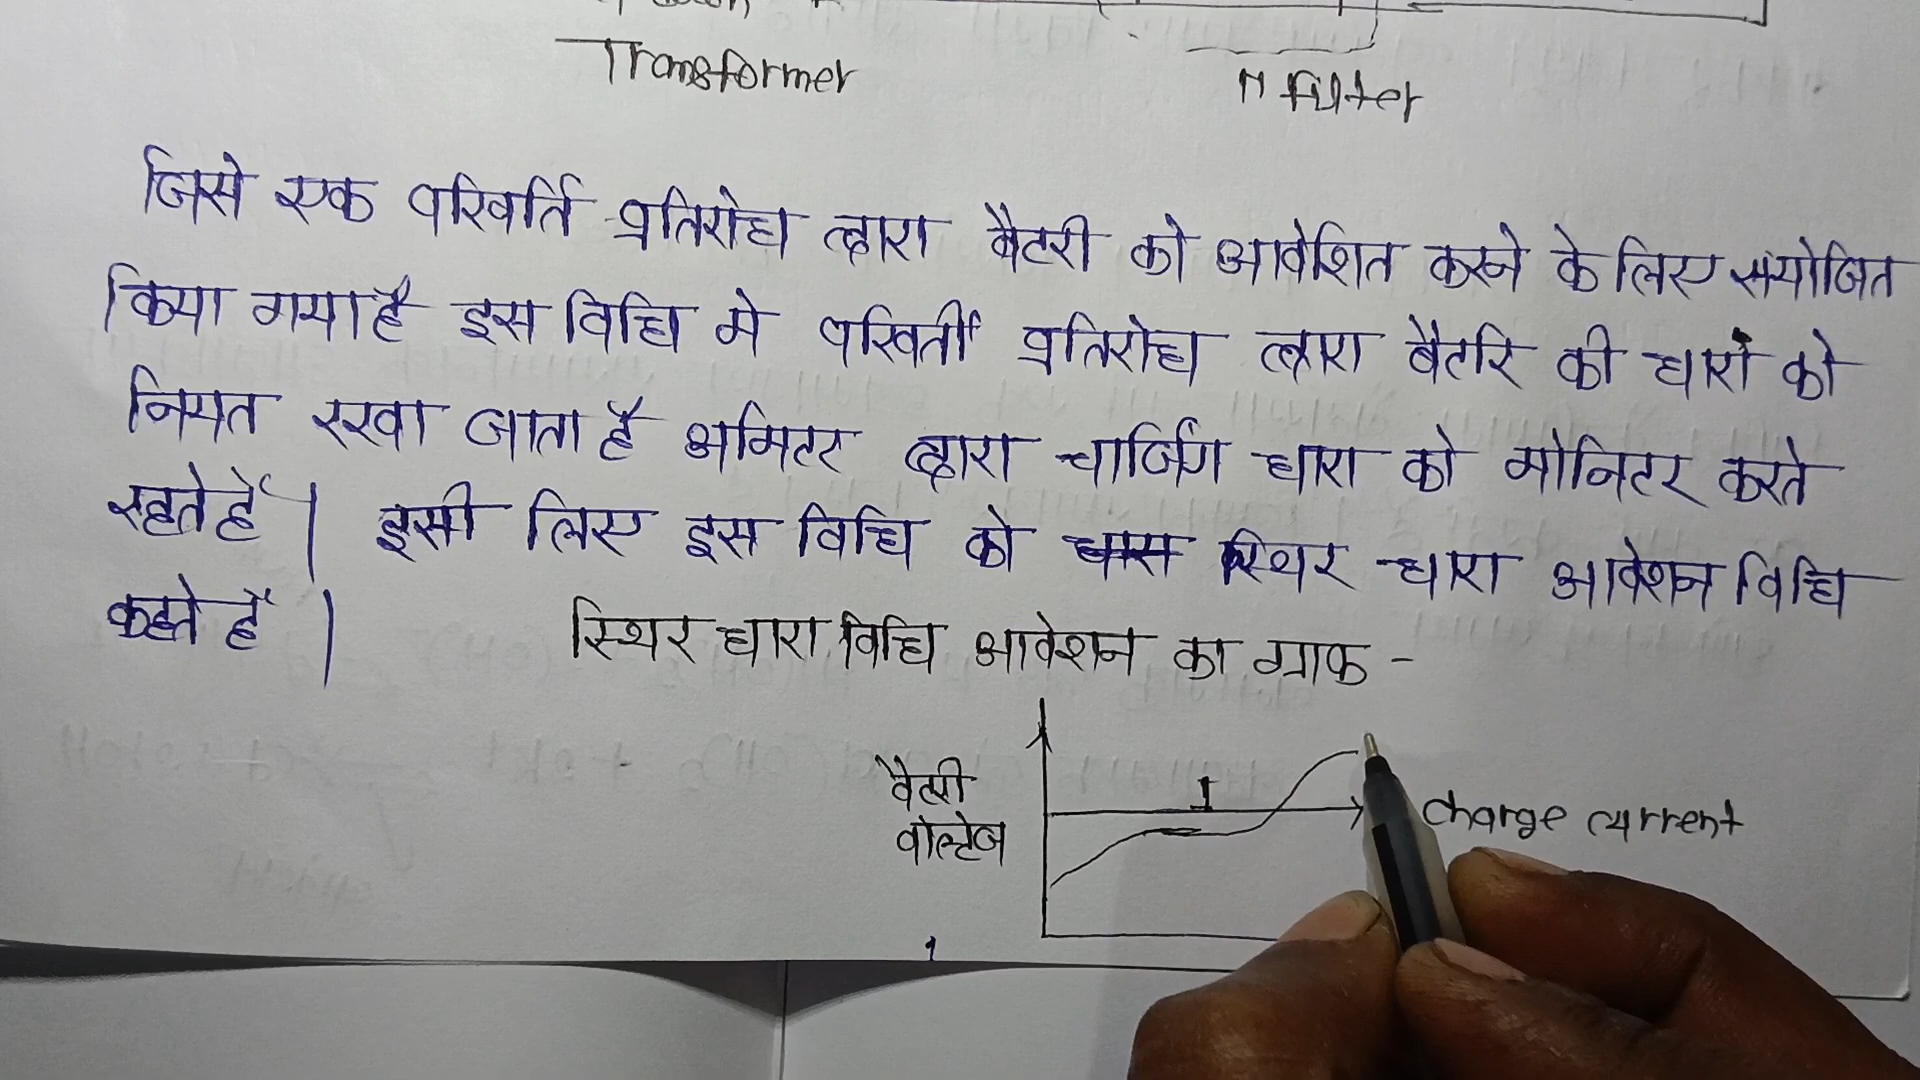 Transformer
π filter
जिसे एक परिवर्ति प्रतिरोध द्वारा बैटरी को आवेशित करने के लिए संयोजित
किया गया है इस विधि मे परिवर्ती प्रतिरोध द्वारा बैटरि की धारा को
नियत रखा जाता है अमिटर द्वारा चार्जिंग धारा को मोनिटर करते
रहते हैं | इसी लिए इस विधि को स्थिर धारा आवेशन विधि
कहते हैं |
स्थिर धारा विधि आवेशन का ग्राफ -
बैटरी
वोल्टेज
I
charge current